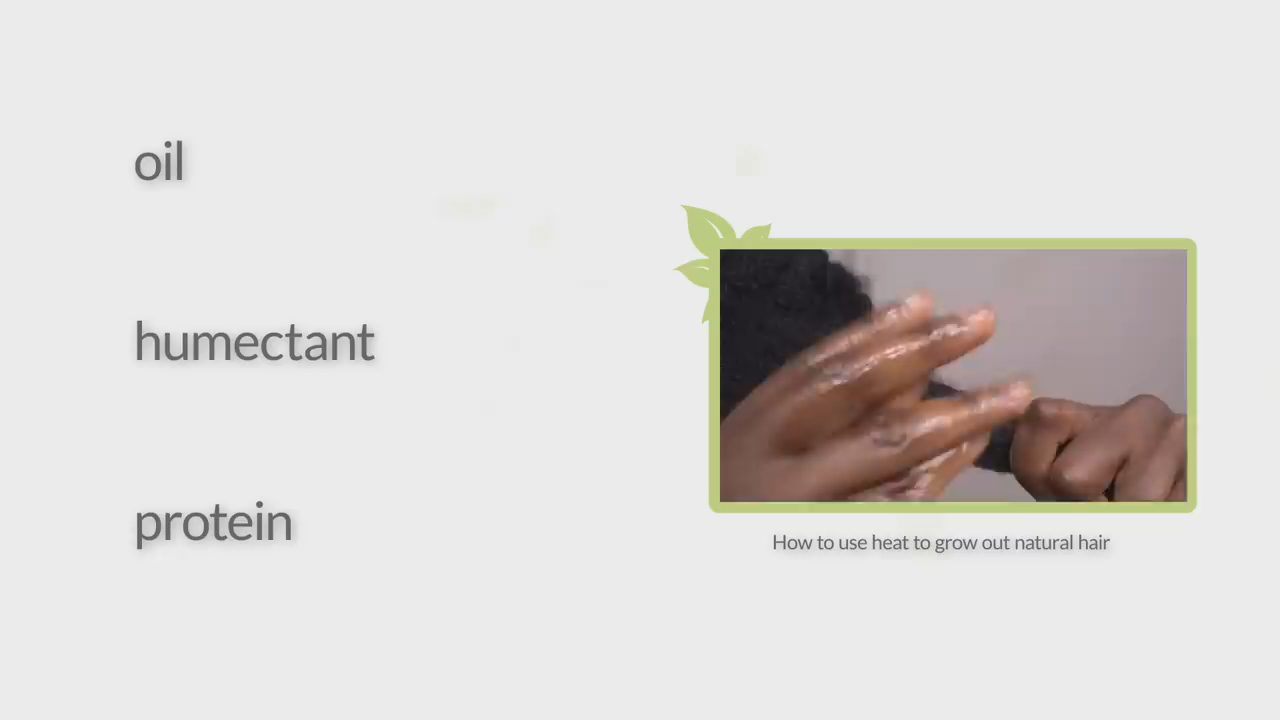 oil
humectant
protein
How to use heat to grow out natural hair